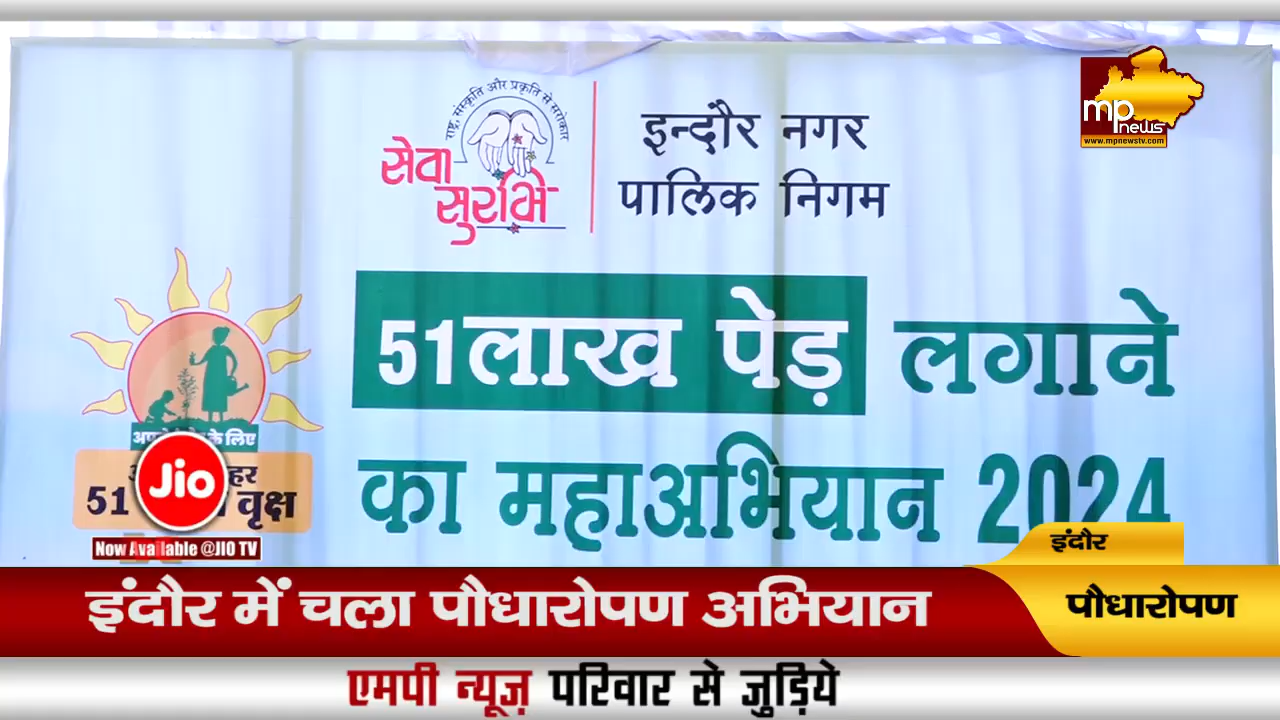 राष्ट्र, संस्कृति और प्रकृति से सरोकार
सेवा
सुरभि
इन्दौर नगर
पालिक निगम
mp
news
www.mpnewstv.com
51लाख पेड़ लगाने
का महाअभियान 2024
के लिए
51
वृक्ष
Jio
Now Available @JIO TV
इंदौर
इंदौर में चला पौधारोपण अभियान
पौधारोपण
एमपी न्यूज़ परिवार से जुड़िये